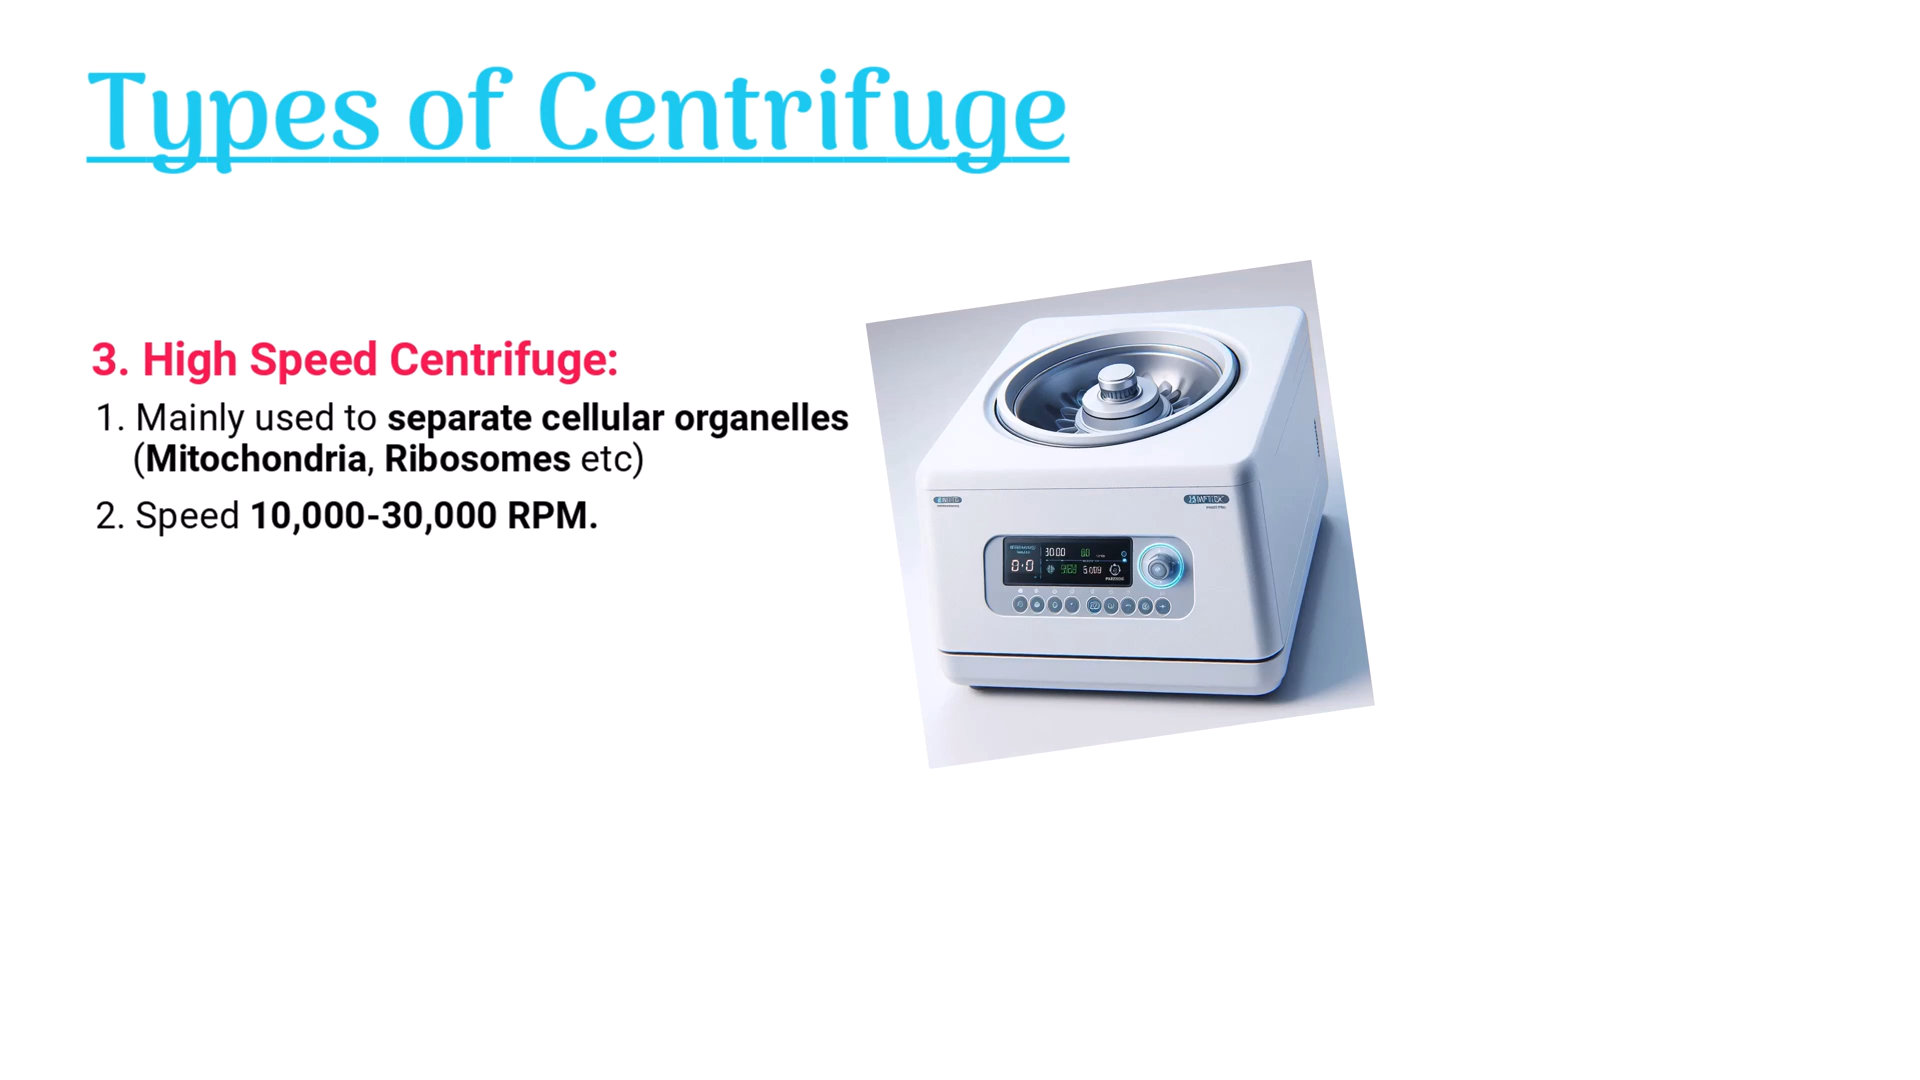 Types of Centrifuge
3. High Speed Centrifuge:
1. Mainly used to separate cellular organelles
(Mitochondria, Ribosomes etc)
2. Speed 10,000-30,000 RPM.